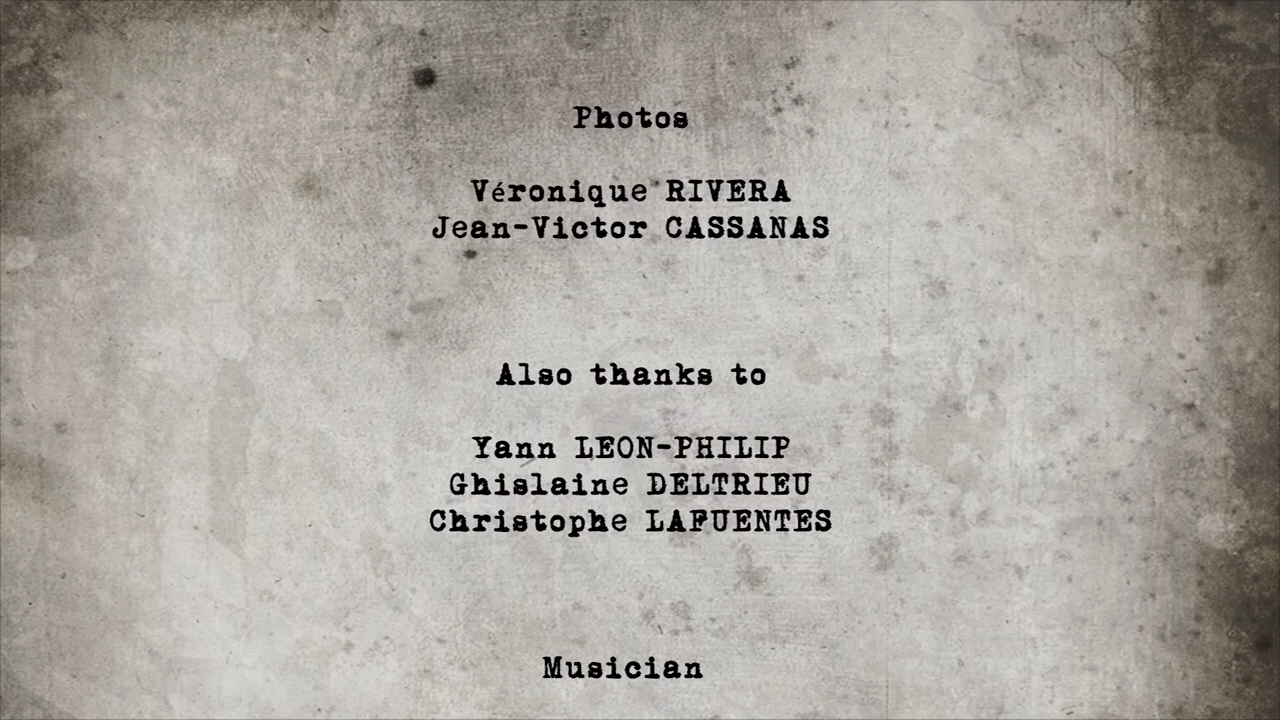 Photos
Véronique RIVERA
Jean-Victor CASSANAS
Also thanks to
Yann LEON-PHILIP
Ghislaine DELTRIEU
Christophe LAFUENTES
Musician